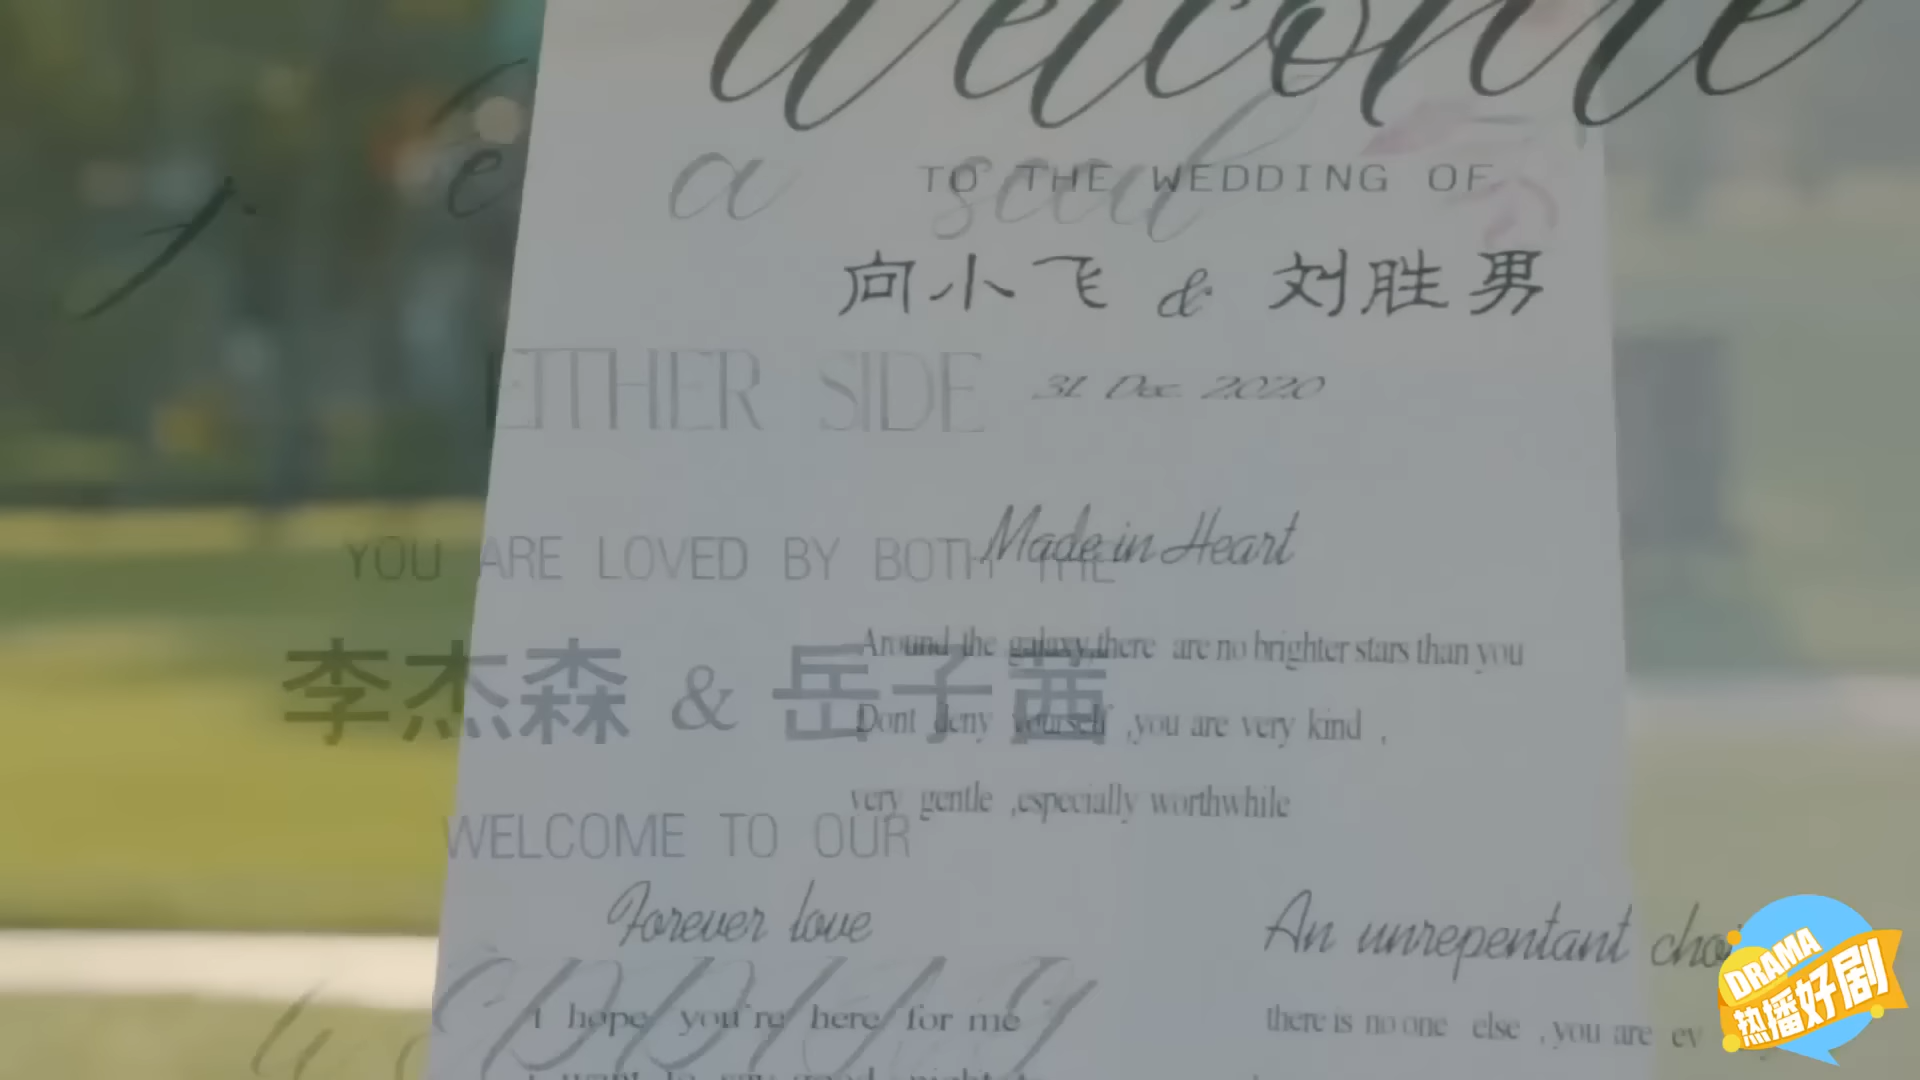 Welcome
a seat
TO THE WEDDING OF
向小飞 & 刘胜男
EITHER SIDE
31 Dec 2020
Made in Heart
YOU ARE LOVED BY BOTH THE
Around the galaxy,there are no brighter stars than you
李杰森 & 岳子茜
Dont deny yourself ,you are very kind ,
very gentle ,especially worthwhile
WELCOME TO OUR
Forever love
An unrepentant
WEDDING
I hope you're here for me
there is no one else ,you are
DRAMA
热播好剧